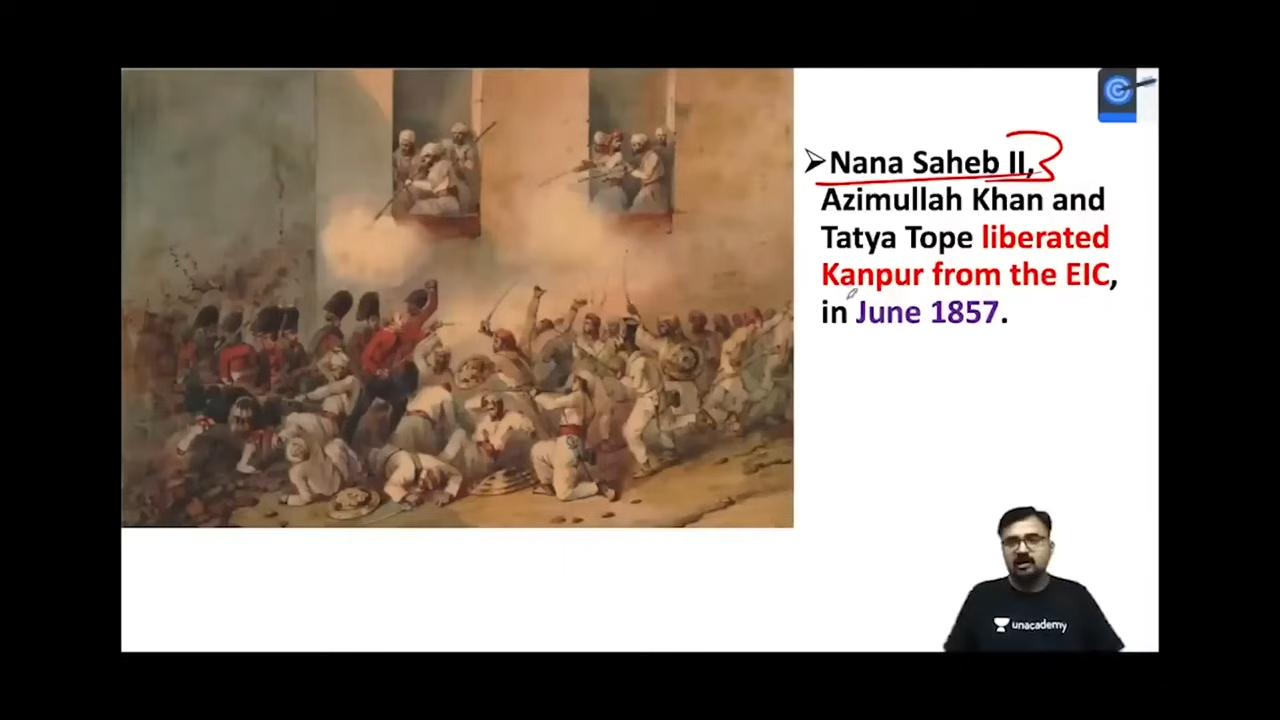 ➢Nana Saheb II,
Azimullah Khan and
Tatya Tope liberated
Kanpur from the EIC,
in June 1857.
unacademy